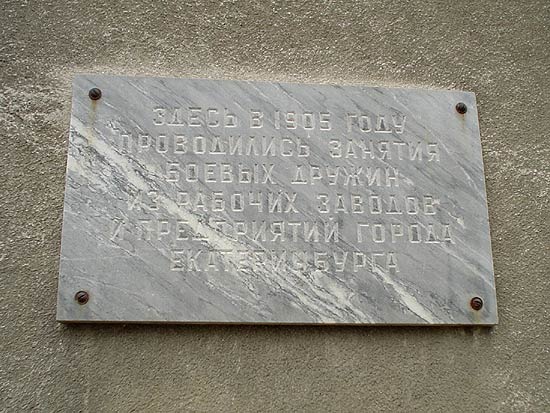 ЗДЕСЬ В 1905 ГОДУ
ПРОВОДИЛИСЬ ЗАНЯТИЯ
БОЕВЫХ ДРУЖИН
ИЗ РАБОЧИХ ЗАВОДОВ
И ПРЕДПРИЯТИЙ ГОРОДА
ЕКАТЕРИНБУРГА